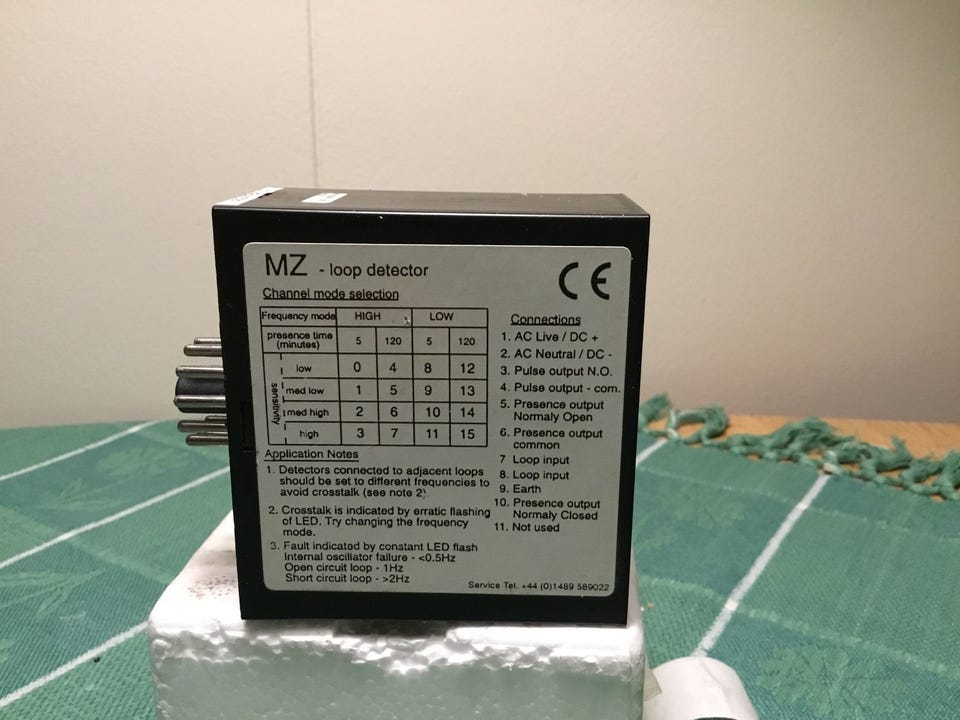 MZ - loop detector
CE
Channel mode selection
Frequency mode HIGH LOW
presence time (minutes) 5 120 5 120
sensitivity
low 0 4 8 12
med low 1 5 9 13
med high 2 6 10 14
high 3 7 11 15
Application Notes
1. Detectors connected to adjacent loops
should be set to different frequencies to
avoid crosstalk (see note 2).
2. Crosstalk is indicated by erratic flashing
of LED. Try changing the frequency
mode.
3. Fault indicated by constant LED flash
Internal oscillator failure - <0.5Hz
Open circuit loop - 1Hz
Short circuit loop - >2Hz
Connections
1. AC Live / DC +
2. AC Neutral / DC -
3. Pulse output N.O.
4. Pulse output - com.
5. Presence output
Normaly Open
6. Presence output
common
7 Loop input
8. Loop input
9. Earth
10. Presence output
Normaly Closed
11. Not used
Service Tel. +44 (0)1489 589022